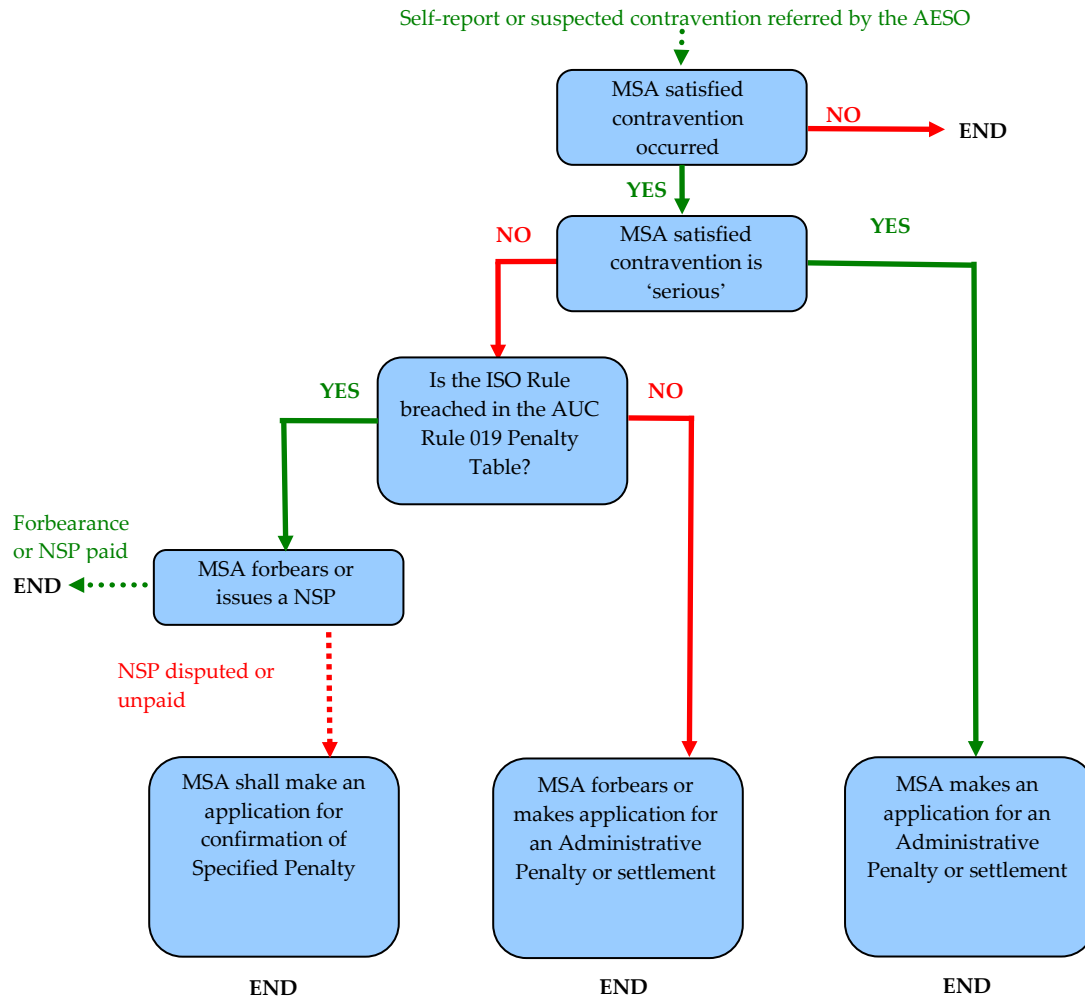 Self-report or suspected contravention referred by the AESO
MSA satisfied
contravention
occurred
NO
END
YES
MSA satisfied
contravention is
‘serious’
NO
YES
Is the ISO Rule
breached in the AUC
Rule 019 Penalty
Table?
YES
NO
Forbearance
or NSP paid
END
MSA forbears or
issues a NSP
NSP disputed or
unpaid
MSA shall make an
application for
confirmation of
Specified Penalty
MSA forbears or
makes application for
an Administrative
Penalty or settlement
MSA makes an
application for an
Administrative
Penalty or settlement
END
END
END